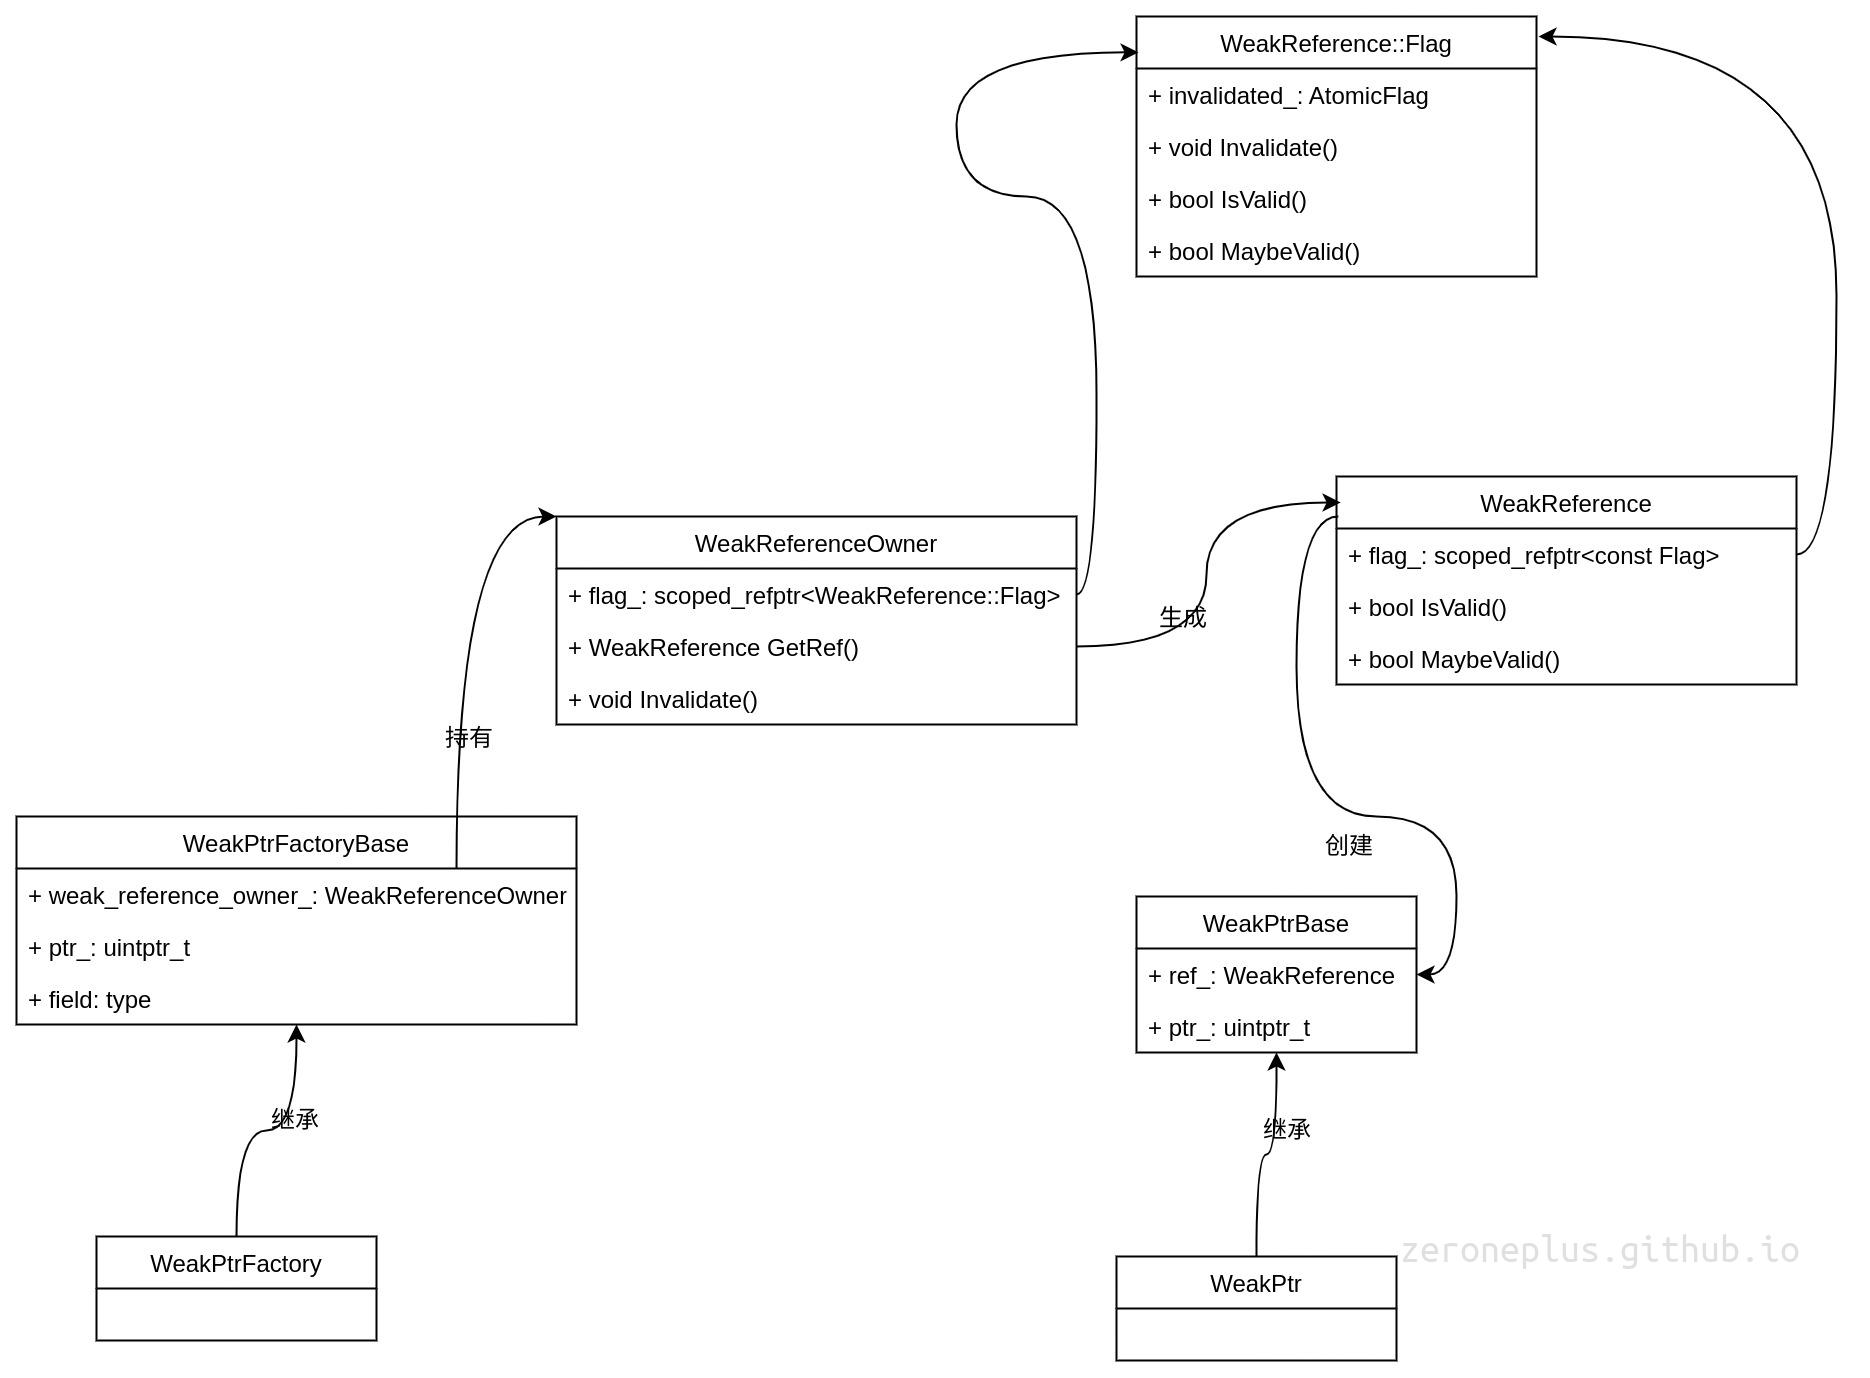 WeakReference::Flag
+ invalidated_: AtomicFlag
+ void Invalidate()
+ bool IsValid()
+ bool MaybeValid()
WeakReference
+ flag_: scoped_refptr<const Flag>
+ bool IsValid()
+ bool MaybeValid()
WeakReferenceOwner
+ flag_: scoped_refptr<WeakReference::Flag>
+ WeakReference GetRef()
+ void Invalidate()
生成
持有
WeakPtrFactoryBase
+ weak_reference_owner_: WeakReferenceOwner
+ ptr_: uintptr_t
+ field: type
创建
WeakPtrBase
+ ref_: WeakReference
+ ptr_: uintptr_t
继承
继承
WeakPtrFactory
WeakPtr
zeroneplus.github.io